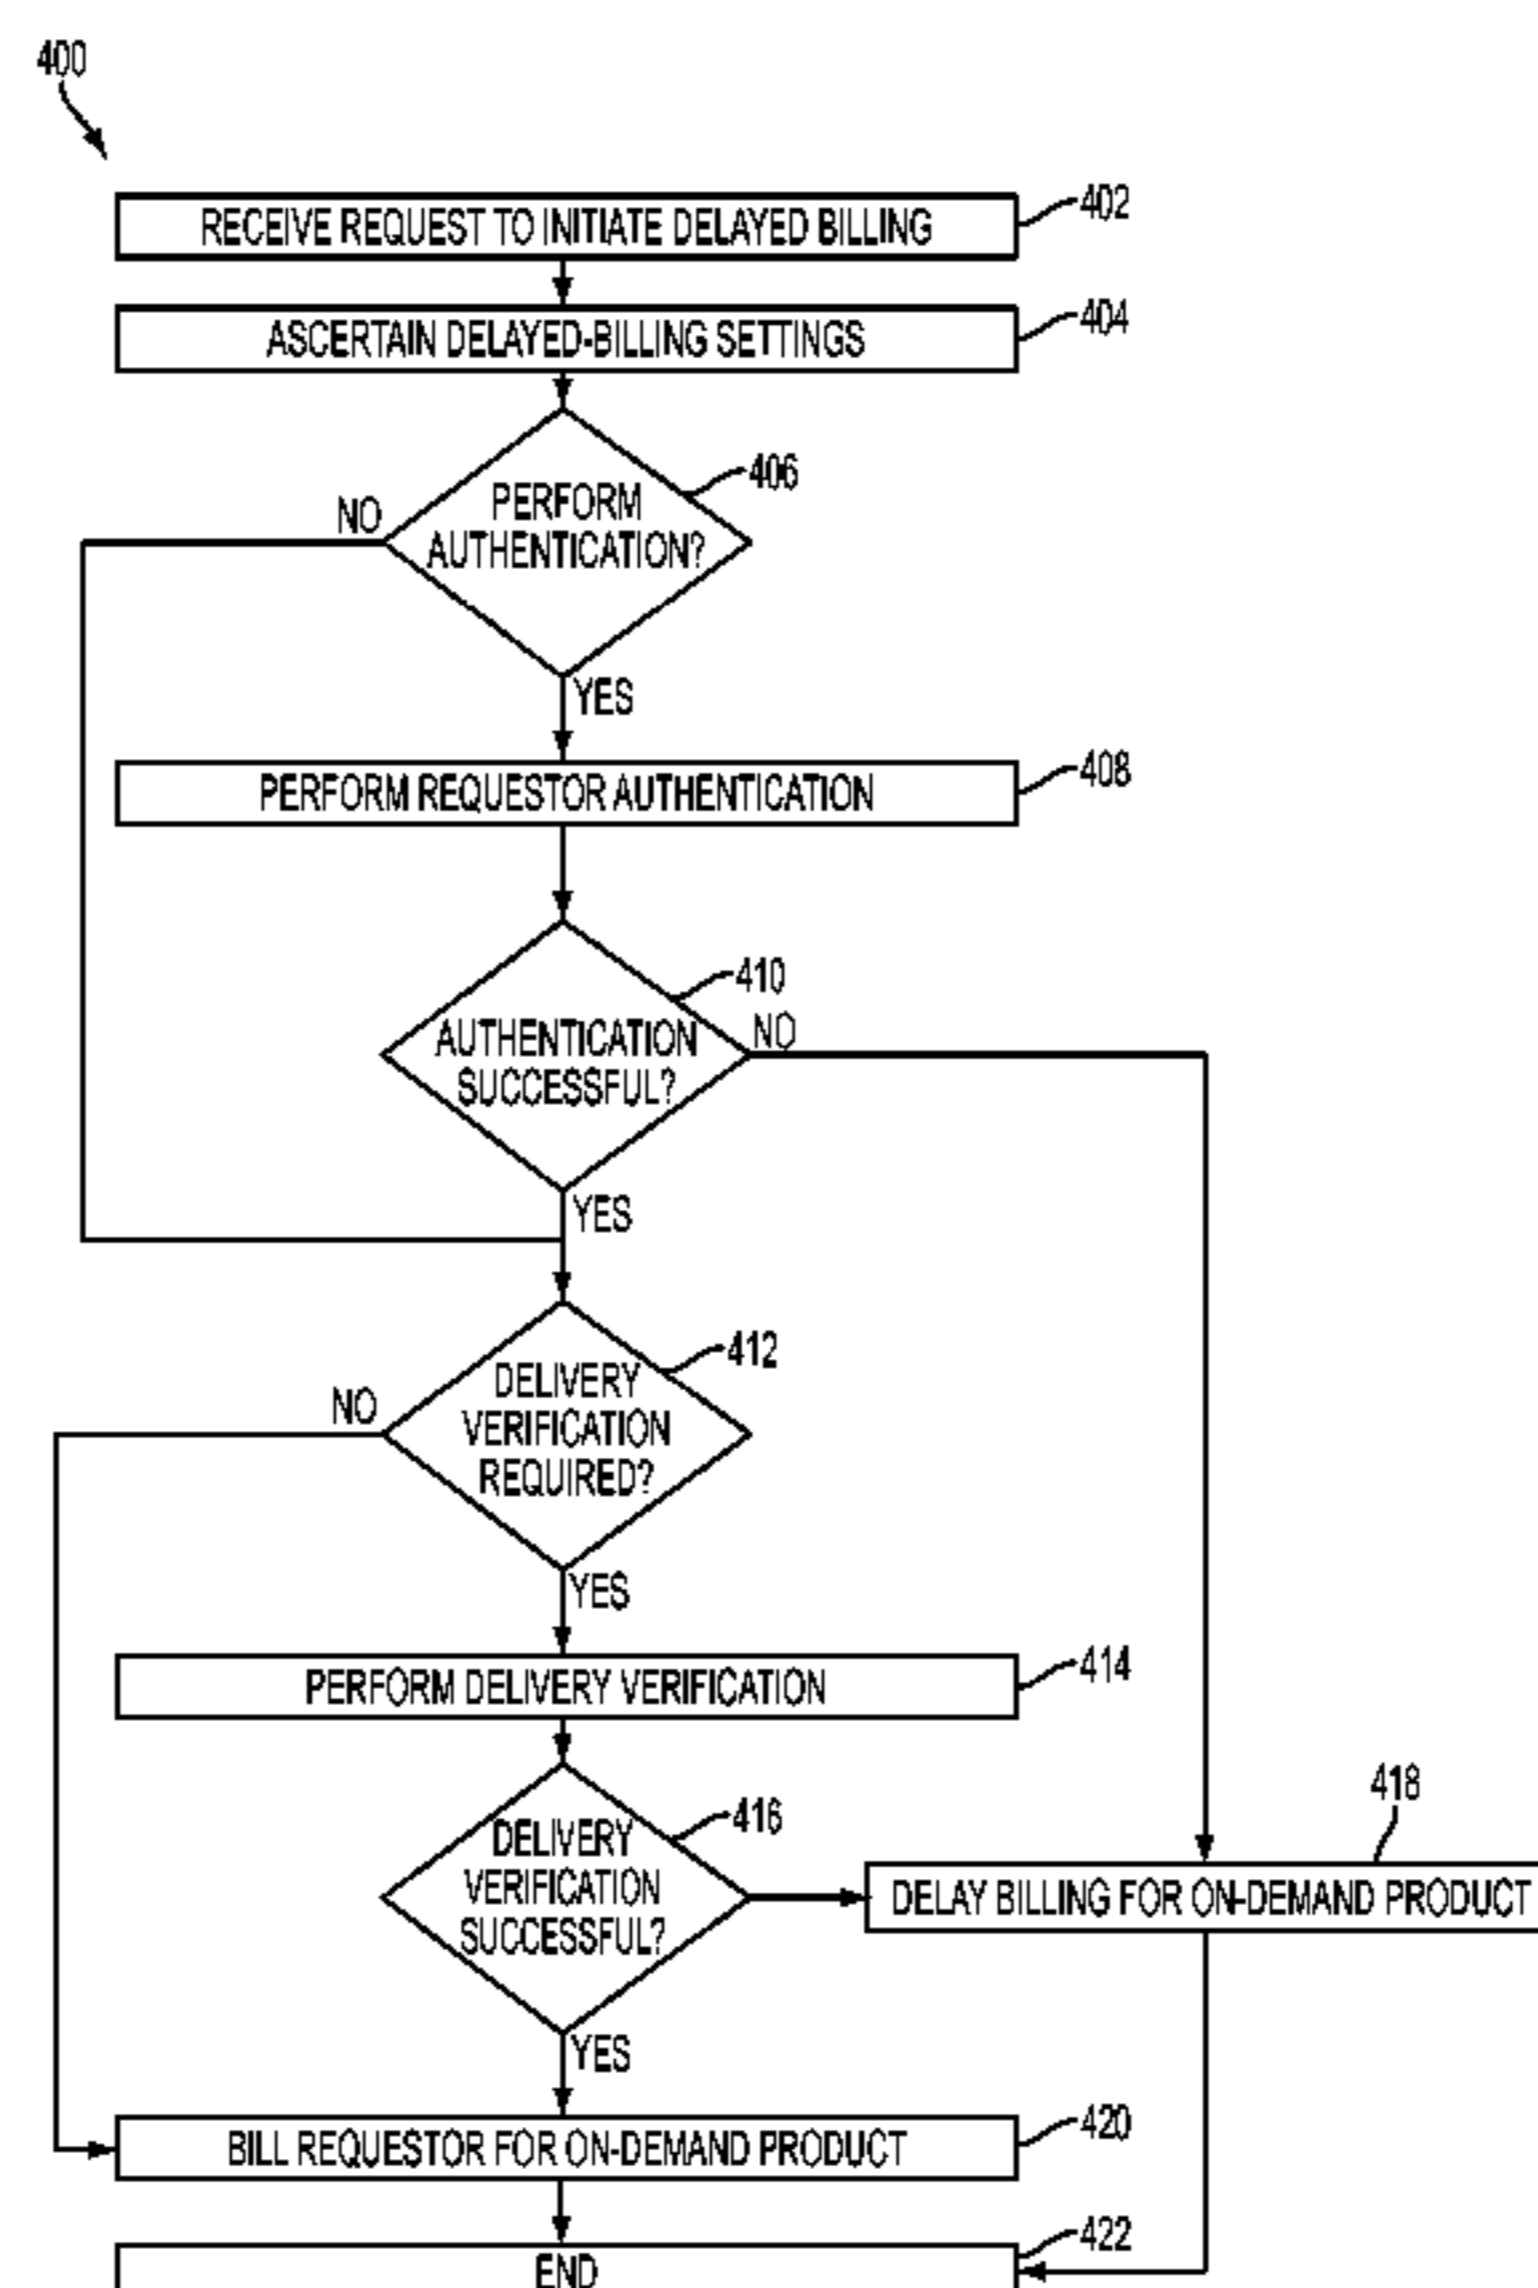 400
RECEIVE REQUEST TO INITIATE DELAYED BILLING
402
ASCERTAIN DELAYED-BILLING SETTINGS
404
406
PERFORM
AUTHENTICATION?
NO
YES
PERFORM REQUESTOR AUTHENTICATION
408
410
AUTHENTICATION
SUCCESSFUL?
NO
YES
412
DELIVERY
VERIFICATION
REQUIRED?
NO
YES
PERFORM DELIVERY VERIFICATION
414
416
DELIVERY
VERIFICATION
SUCCESSFUL?
418
DELAY BILLING FOR ON-DEMAND PRODUCT
YES
BILL REQUESTOR FOR ON-DEMAND PRODUCT
420
END
422